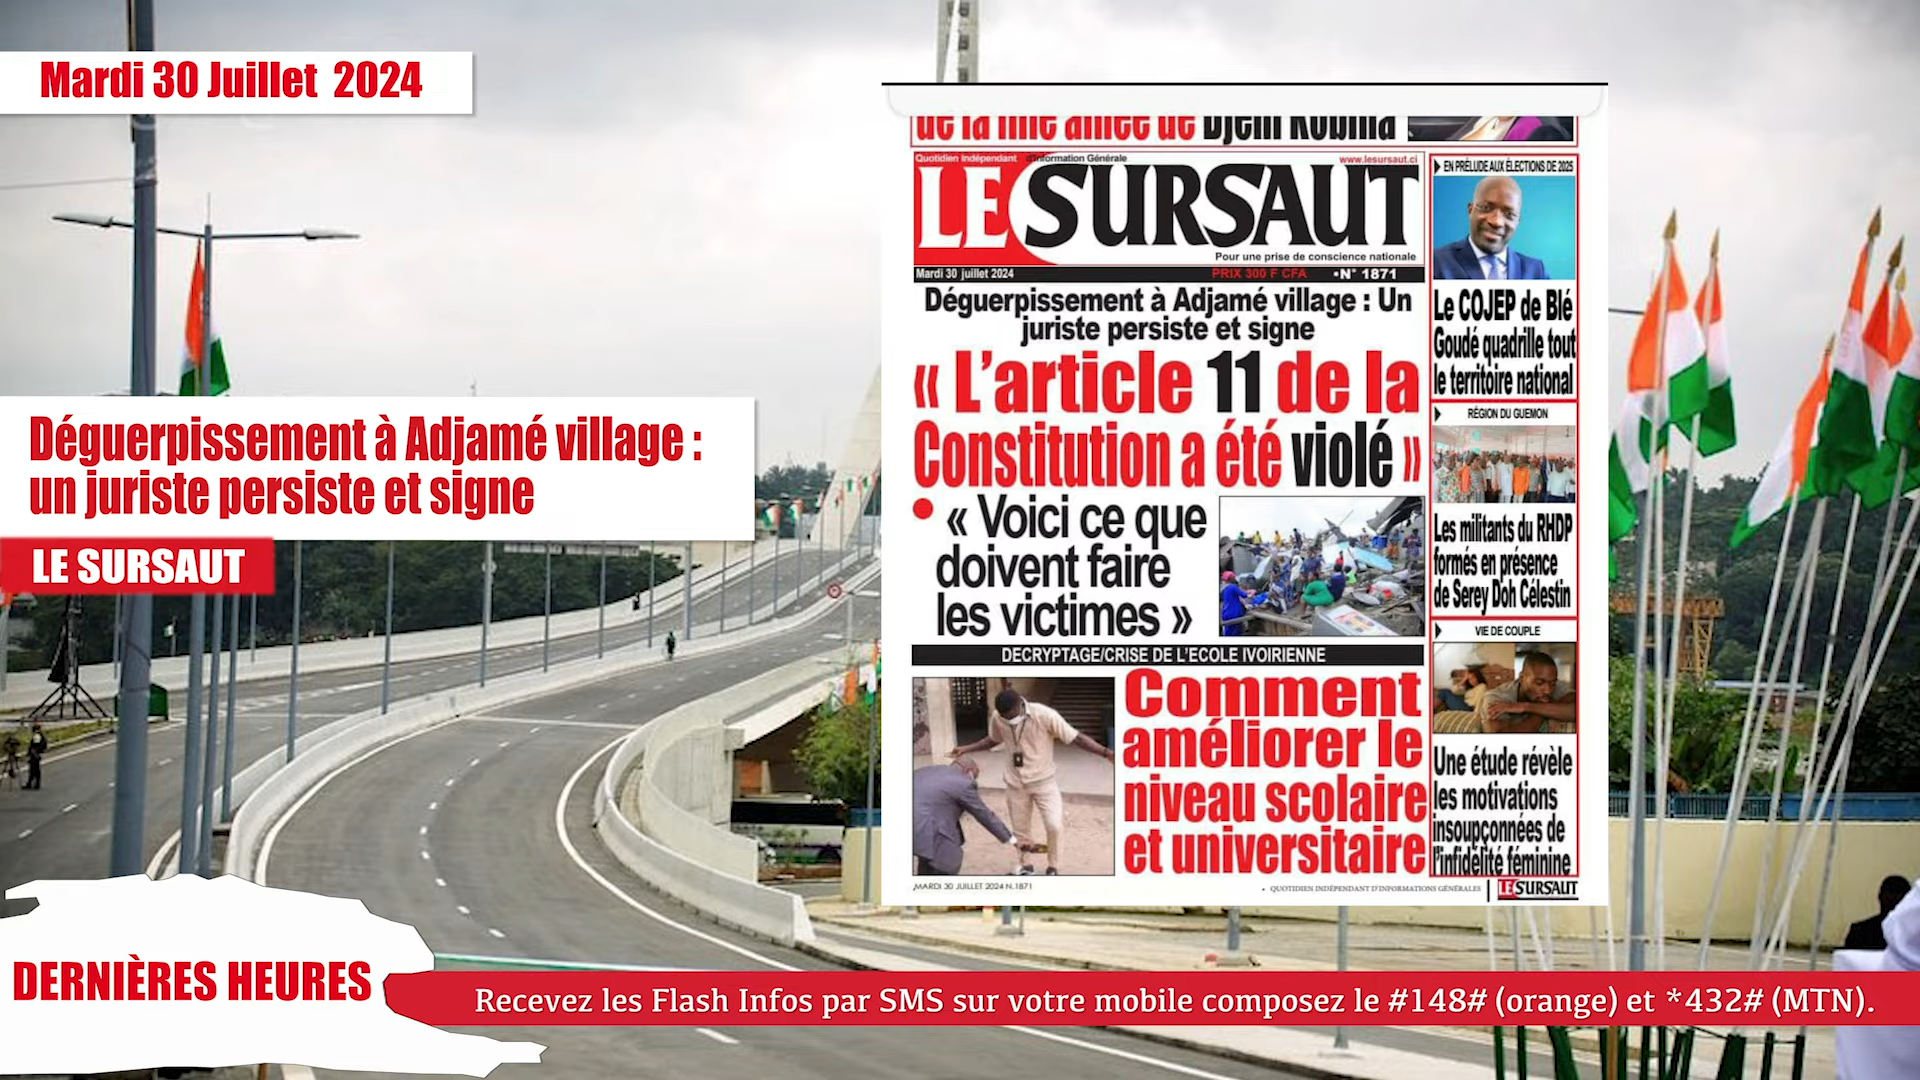 Mardi 30 Juillet 2024
Déguerpissement à Adjamé village :
un juriste persiste et signe
LE SURSAUT
de la fille aînée de Djeni Kobina
Quotidien Indépendant d'Information Générale
www.lesursaut.ci
LE SURSAUT
Pour une prise de conscience nationale
Mardi 30 juillet 2024 PRIX 300 F CFA •N° 1871
Déguerpissement à Adjamé village : Un
juriste persiste et signe
« L'article 11 de la
Constitution a été violé »
• « Voici ce que
doivent faire
les victimes »
DECRYPTAGE/CRISE DE L'ECOLE IVOIRIENNE
Comment
améliorer le
niveau scolaire
et universitaire
EN PRÉLUDE AUX ÉLECTIONS DE 2025
Le COJEP de Blé
Goudé quadrille tout
le territoire national
RÉGION DU GUEMON
Les militants du RHDP
formés en présence
de Serey Doh Célestin
VIE DE COUPLE
Une étude révèle
les motivations
insoupçonnées de
l'infidélité féminine
MARDI 30 JUILLET 2024 N.1871
• QUOTIDIEN INDÉPENDANT D'INFORMATIONS GÉNÉRALES
LE SURSAUT
DERNIÈRES HEURES
Recevez les Flash Infos par SMS sur votre mobile composez le #148# (orange) et *432# (MTN).